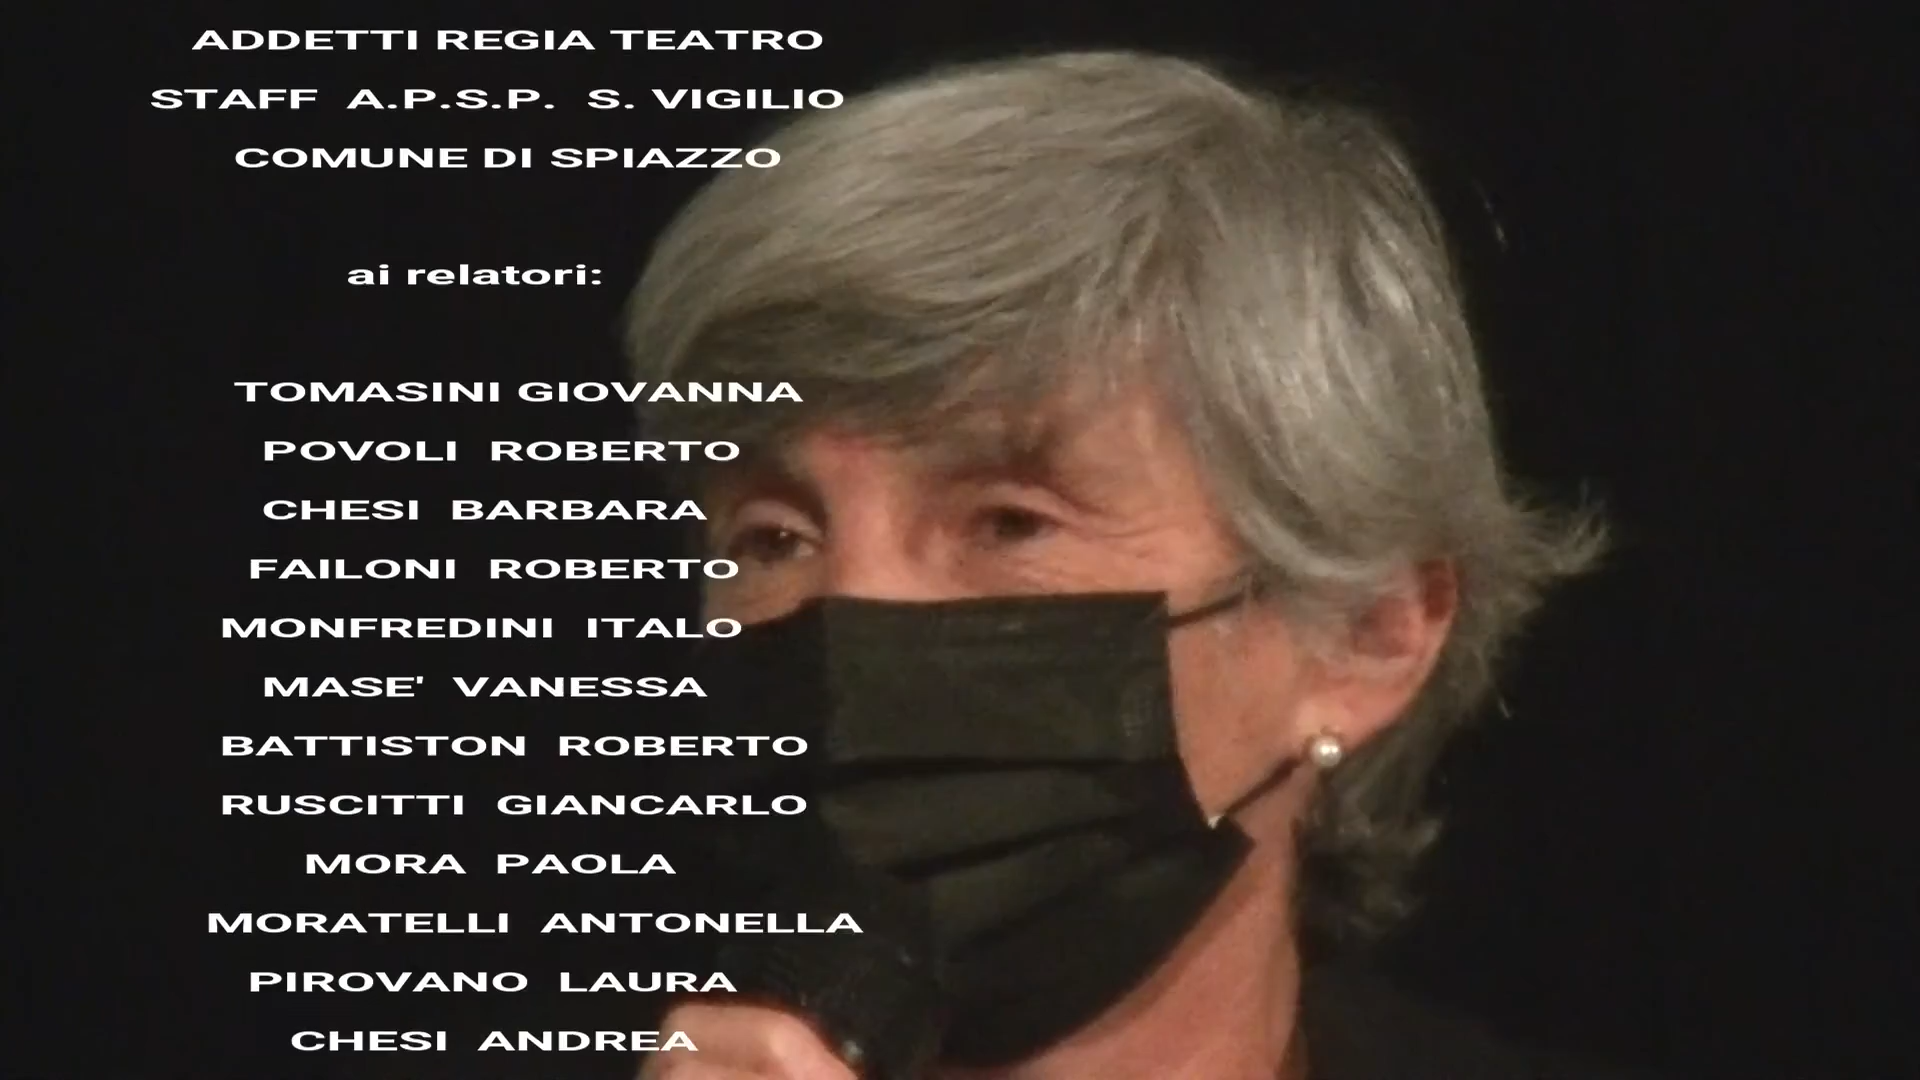 ADDETTI REGIA TEATRO
STAFF A.P.S.P. S. VIGILIO
COMUNE DI SPIAZZO
ai relatori:
TOMASINI GIOVANNA
POVOLI ROBERTO
CHESI BARBARA
FAILONI ROBERTO
MONFREDINI ITALO
MASE' VANESSA
BATTISTON ROBERTO
RUSCITTI GIANCARLO
MORA PAOLA
MORATELLI ANTONELLA
PIROVANO LAURA
CHESI ANDREA